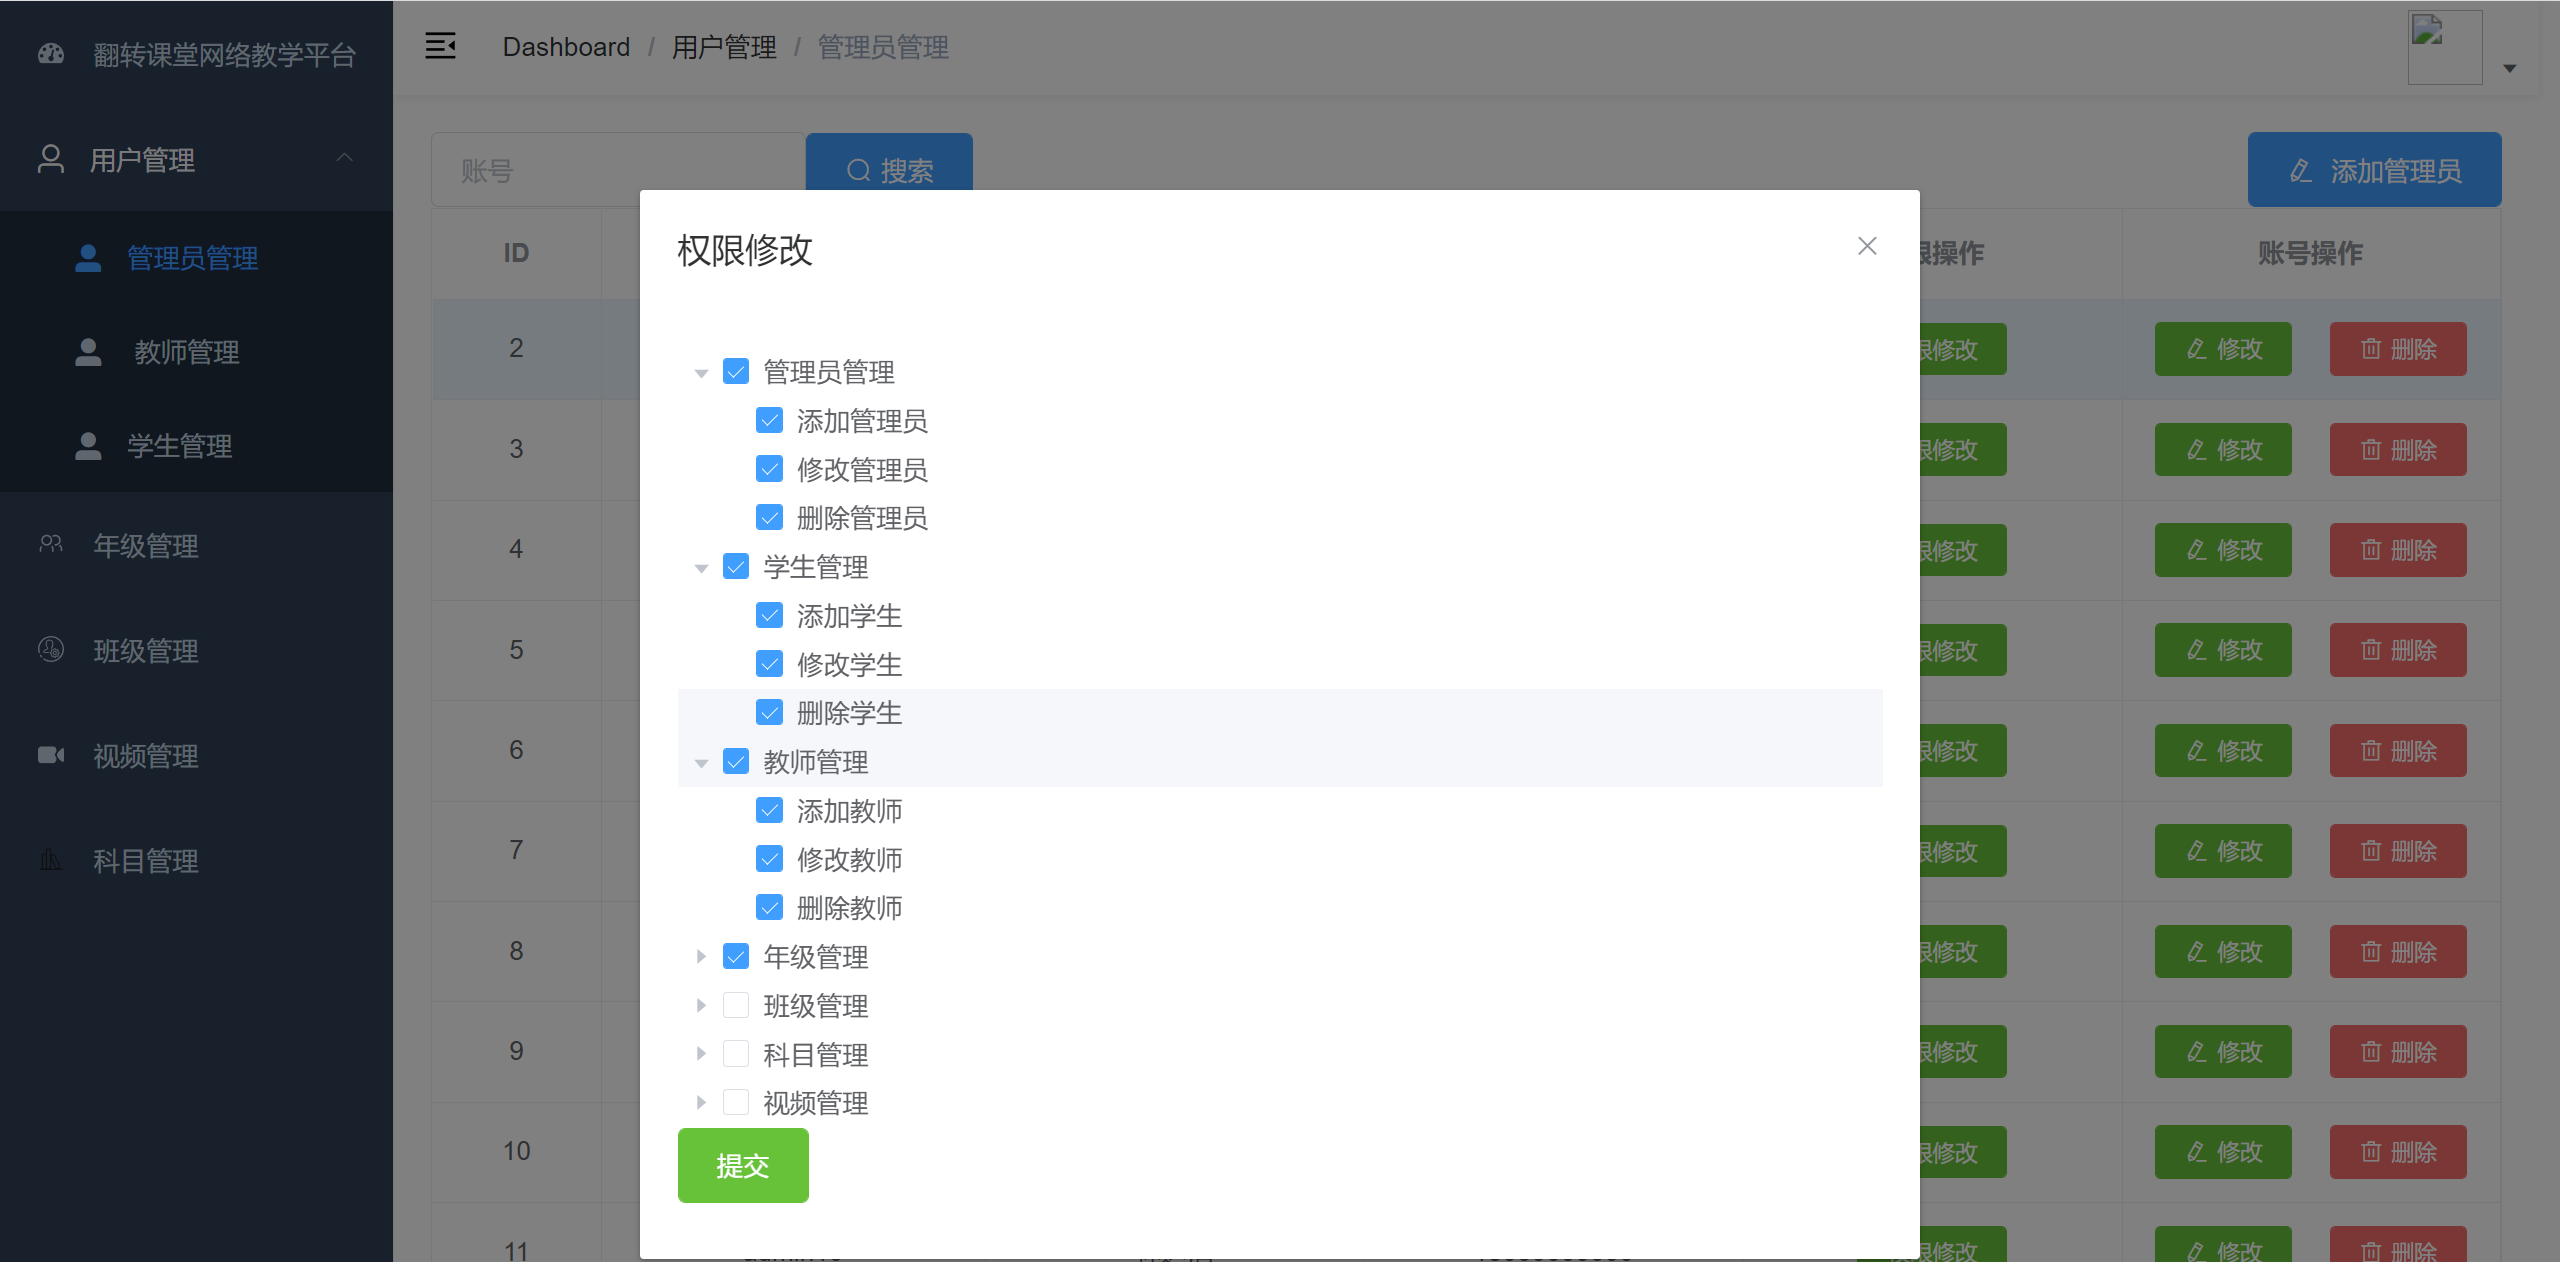 翻转课堂网络教学平台
用户管理
管理员管理
教师管理
学生管理
年级管理
班级管理
视频管理
科目管理
Dashboard / 用户管理 / 管理员管理
账号 搜索 添加管理员
ID 操作 账号操作
2 修改 修改 删除
3 修改 修改 删除
4 修改 修改 删除
5 修改 修改 删除
6 修改 修改 删除
7 修改 修改 删除
8 修改 修改 删除
9 修改 修改 删除
10 修改 修改 删除
11 修改 修改 删除
权限修改
管理员管理
添加管理员
修改管理员
删除管理员
学生管理
添加学生
修改学生
删除学生
教师管理
添加教师
修改教师
删除教师
年级管理
班级管理
科目管理
视频管理
提交